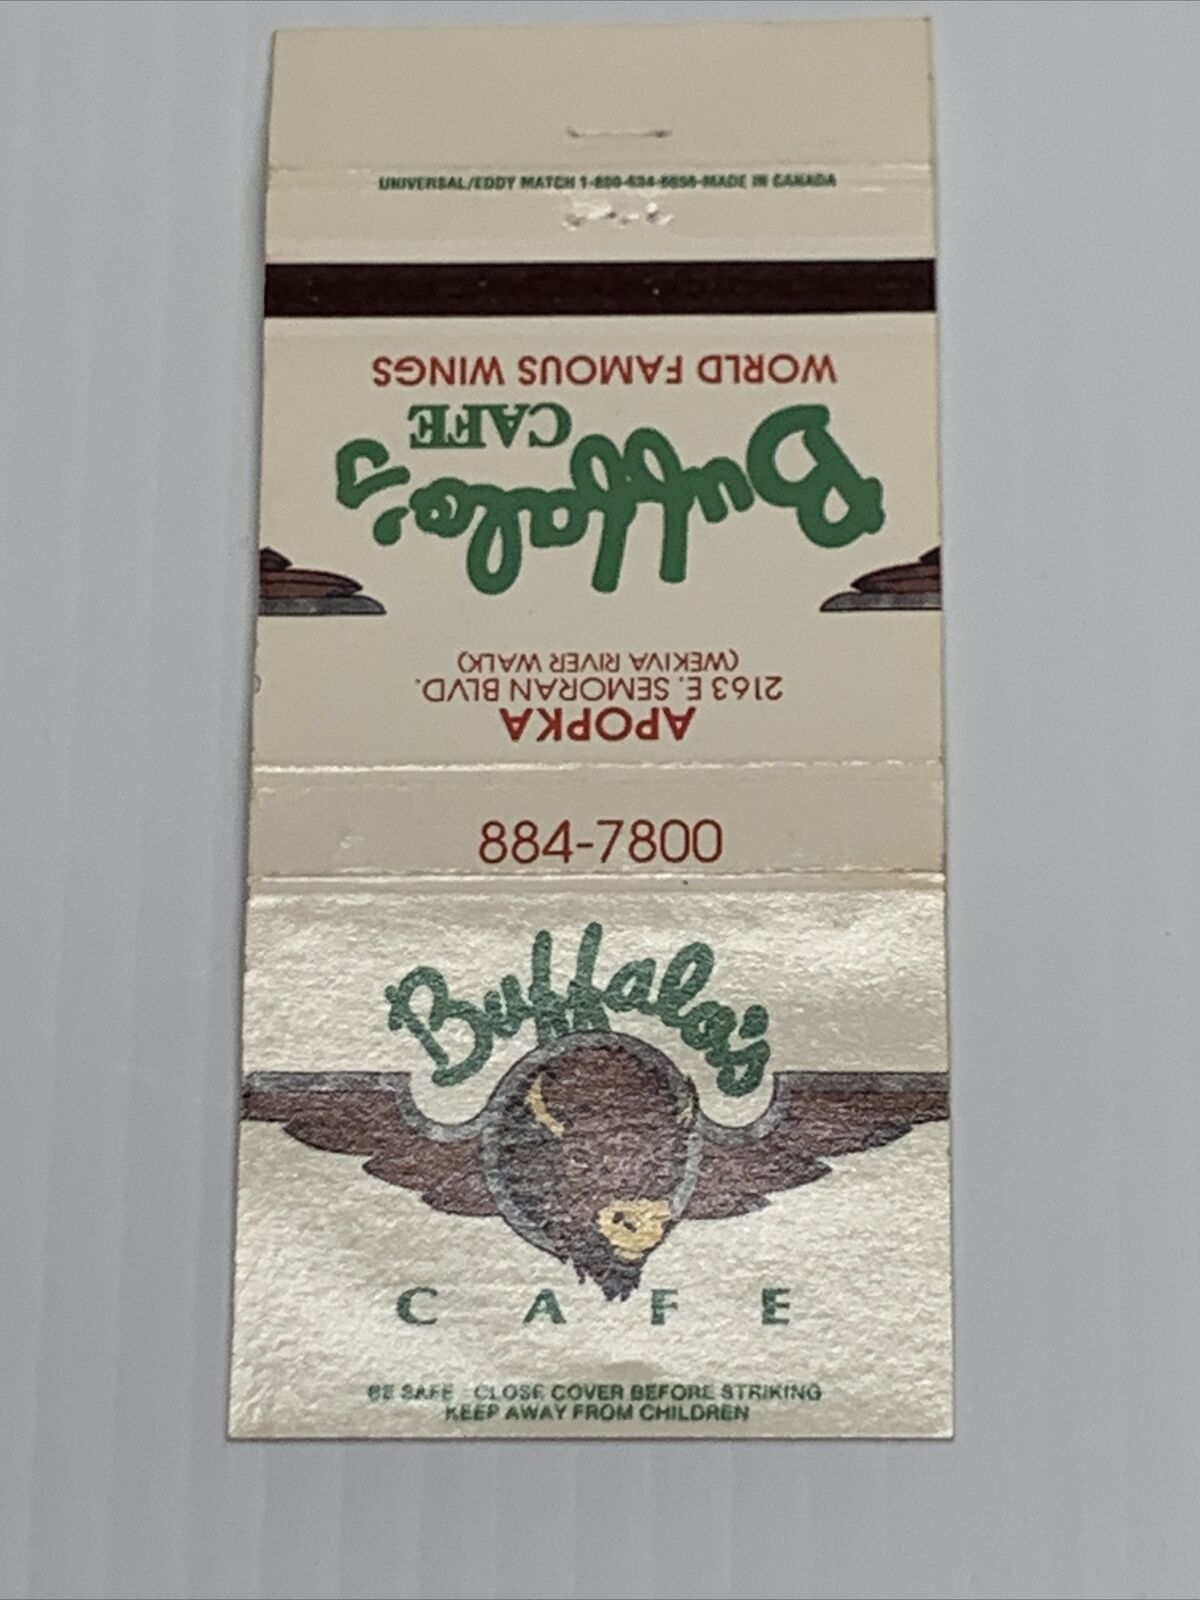 UNIVERSAL/EDDY MATCH 1-800-634- MADE IN CANADA
WORLD FAMOUS WINGS
CAFE
Buffalo's
(WEKIVA RIVER WALK)
2163 E. SEMORAN BLVD.
APOPKA
884-7800
Buffalo's
CAFE
BE SAFE - CLOSE COVER BEFORE STRIKING
KEEP AWAY FROM CHILDREN